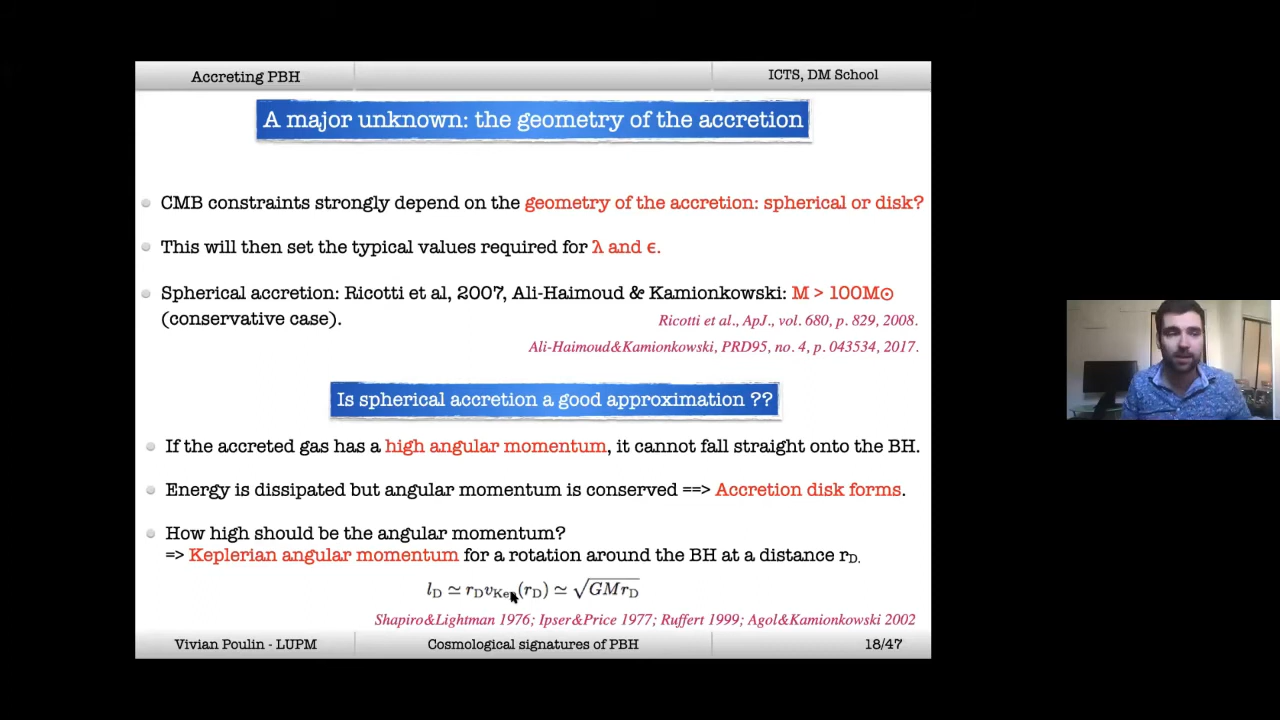 Accreting PBH
ICTS, DM School
A major unknown: the geometry of the accretion
CMB constraints strongly depend on the geometry of the accretion: spherical or disk?
This will then set the typical values required for λ and ϵ.
Spherical accretion: Ricotti et al, 2007, Ali-Haimoud & Kamionkowski: M > 100M⊙
(conservative case).
Ricotti et al., ApJ., vol. 680, p. 829, 2008.
Ali-Haimoud&Kamionkowski, PRD95, no. 4, p. 043534, 2017.
Is spherical accretion a good approximation ??
If the accreted gas has a high angular momentum, it cannot fall straight onto the BH.
Energy is dissipated but angular momentum is conserved ==> Accretion disk forms.
How high should be the angular momentum?
=> Keplerian angular momentum for a rotation around the BH at a distance r_D.
l_D ≃ r_D v_Kep(r_D) ≃ √GMr_D
Shapiro&Lightman 1976; Ipser&Price 1977; Ruffert 1999; Agol&Kamionkowski 2002
Vivian Poulin - LUPM
Cosmological signatures of PBH
18/47